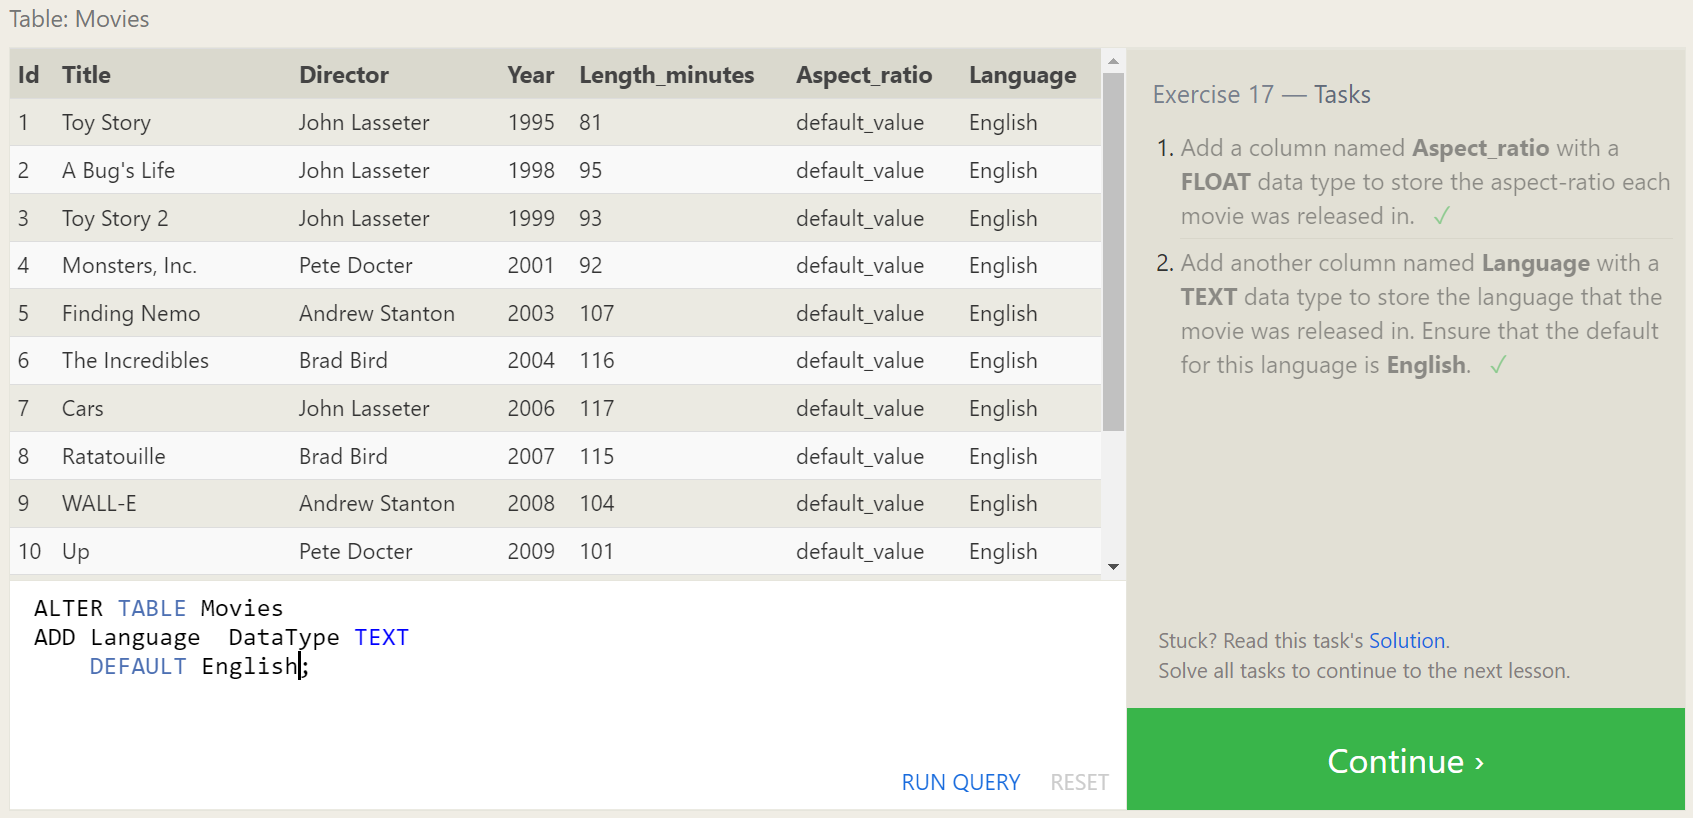 Table: Movies
Id Title Director Year Length_minutes Aspect_ratio Language
1 Toy Story John Lasseter 1995 81 default_value English
2 A Bug's Life John Lasseter 1998 95 default_value English
3 Toy Story 2 John Lasseter 1999 93 default_value English
4 Monsters, Inc. Pete Docter 2001 92 default_value English
5 Finding Nemo Andrew Stanton 2003 107 default_value English
6 The Incredibles Brad Bird 2004 116 default_value English
7 Cars John Lasseter 2006 117 default_value English
8 Ratatouille Brad Bird 2007 115 default_value English
9 WALL-E Andrew Stanton 2008 104 default_value English
10 Up Pete Docter 2009 101 default_value English
ALTER TABLE Movies
ADD Language  DataType TEXT
    DEFAULT English;
RUN QUERY RESET
Exercise 17 — Tasks
1. Add a column named Aspect_ratio with a
FLOAT data type to store the aspect-ratio each
movie was released in. ✓
2. Add another column named Language with a
TEXT data type to store the language that the
movie was released in. Ensure that the default
for this language is English. ✓
Stuck? Read this task's Solution.
Solve all tasks to continue to the next lesson.
Continue ›